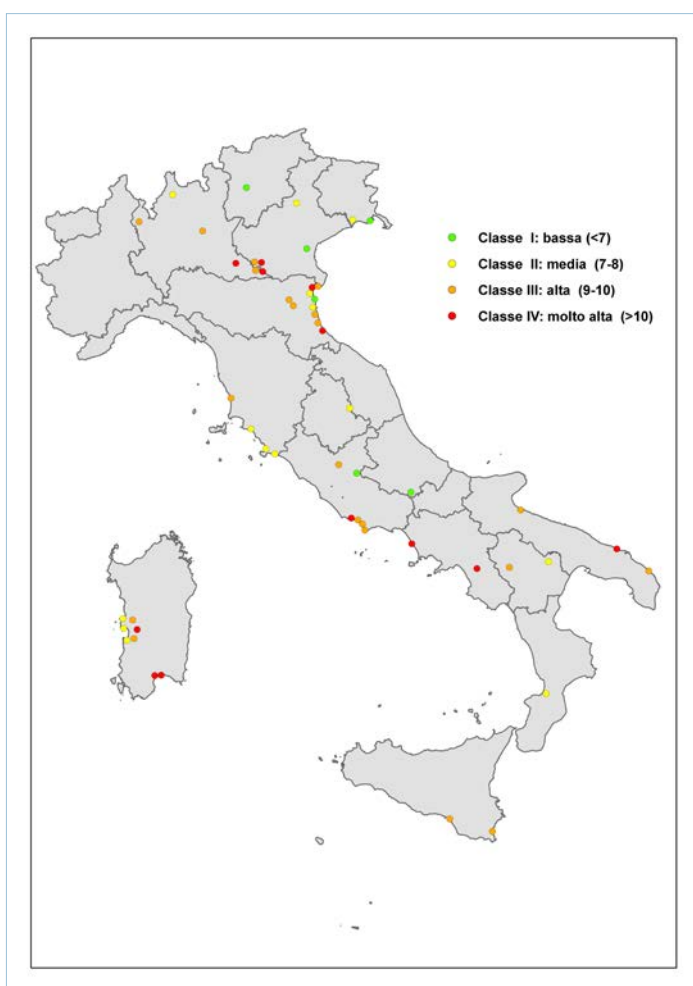 Classe I: bassa (<7)
Classe II: media (7-8)
Classe III: alta (9-10)
Classe IV: molto alta (>10)